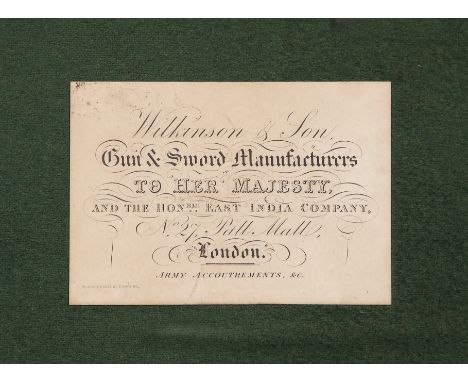 Wilkinson & Son,
Gun & Sword Manufacturers
TO HER MAJESTY,
AND THE HONBLE. EAST INDIA COMPANY,
No. 27, Pall Mall,
London.
ARMY ACCOUTREMENTS, &C.